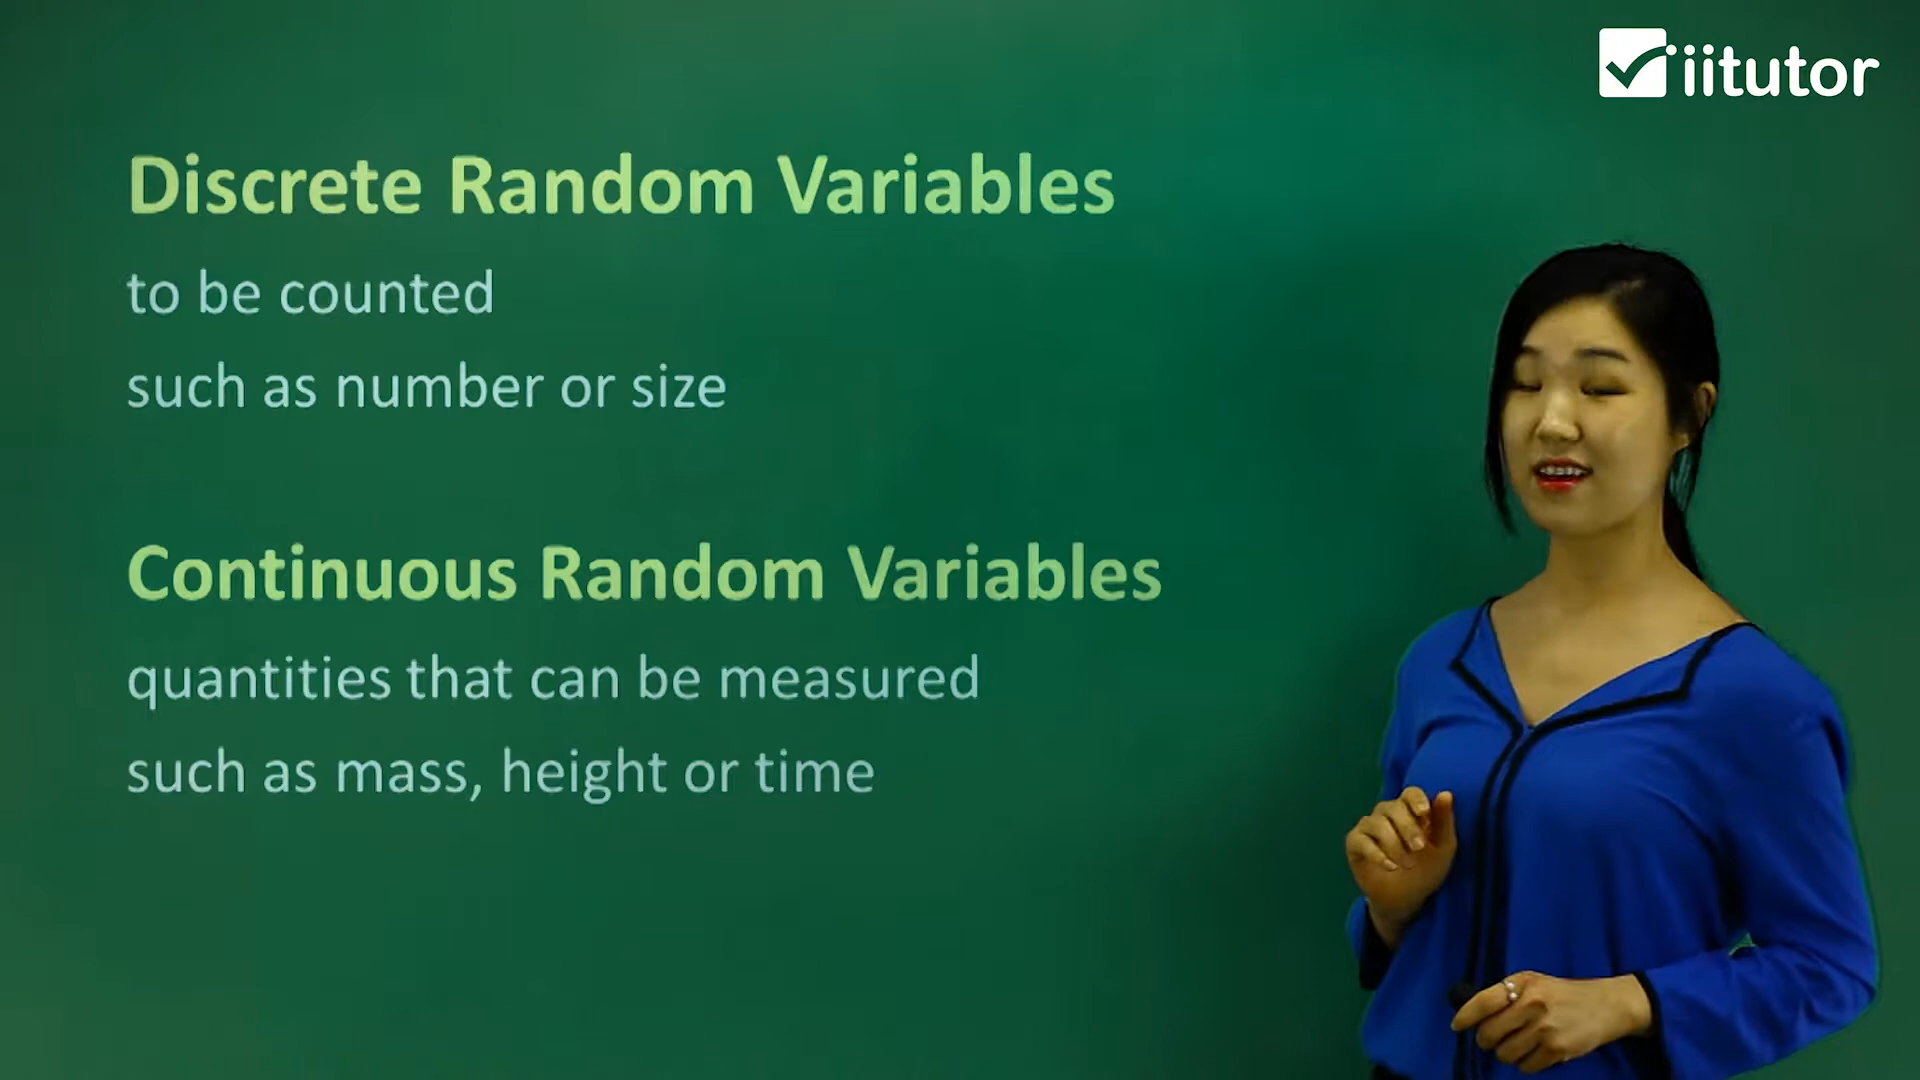 iitutor
Discrete Random Variables
to be counted
such as number or size
Continuous Random Variables
quantities that can be measured
such as mass, height or time